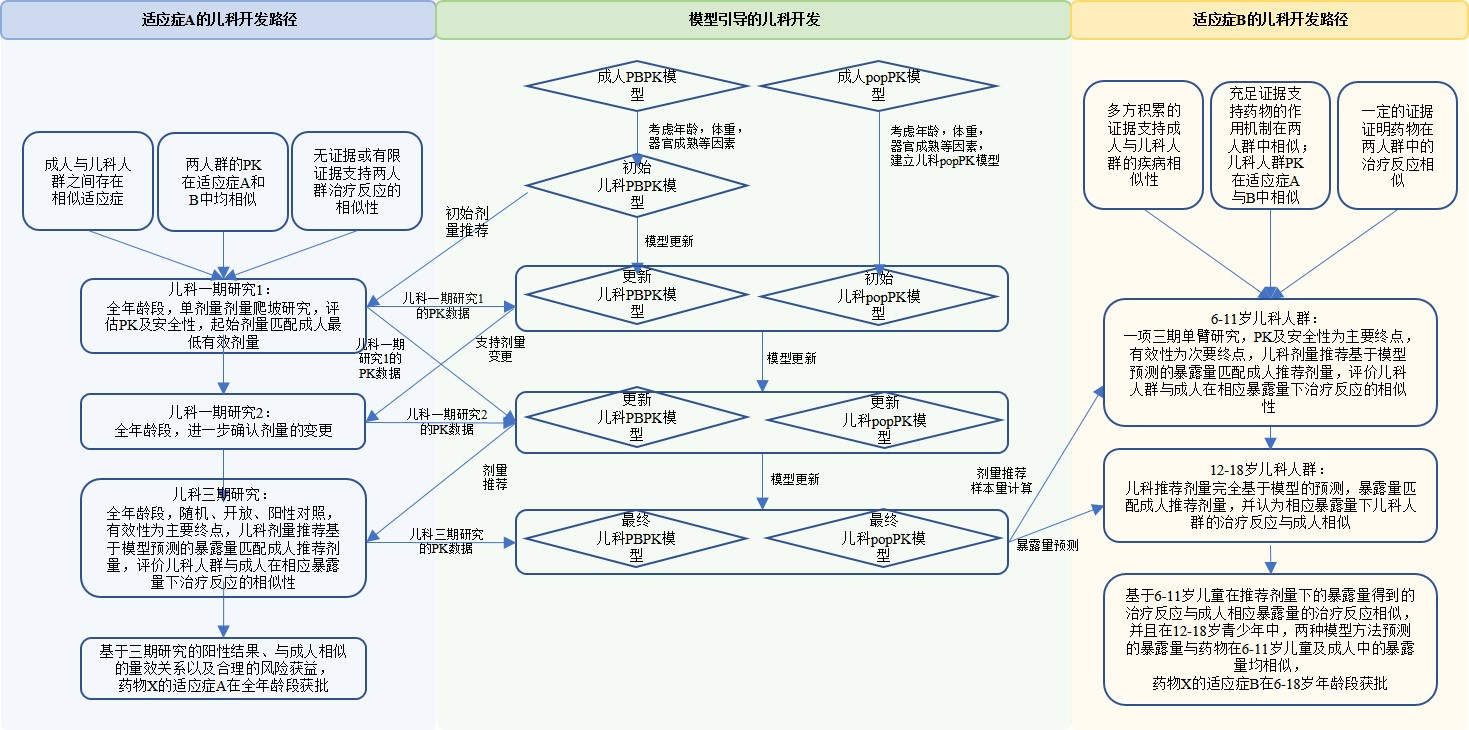 适应症A的儿科开发路径
模型引导的儿科开发
适应症B的儿科开发路径
成人与儿科人
群之间存在
相似适应症
两人群的PK
在适应症A和
B中均相似
无证据或有限
证据支持两人
群治疗反应的
相似性
儿科一期研究1：
全年龄段，单剂量剂量爬坡研究，评
估PK及安全性，起始剂量匹配成人最
低有效剂量
儿科一期研究2：
全年龄段，进一步确认剂量的变更
儿科三期研究：
全年龄段，随机、开放、阳性对照，
有效性为主要终点，儿科剂量推荐基
于模型预测的暴露量匹配成人推荐剂
量，评价儿科人群与成人在相应暴露
量下治疗反应的相似性
基于三期研究的阳性结果、与成人相似
的量效关系以及合理的风险获益，
药物X的适应症A在全年龄段获批
成人PBPK模
型
成人popPK模
型
考虑年龄，体重，
器官成熟等因素
考虑年龄，体重，
器官成熟等因素，
建立儿科popPK模型
初始
儿科PBPK模
型
初始剂
量推荐
模型更新
更新
儿科PBPK模
型
初始
儿科popPK模
型
儿科一期研究1
的PK数据
儿科一期
研究1的
PK数据
支持剂量
变更
模型更新
更新
儿科PBPK模
型
更新
儿科popPK模
型
儿科一期研究2
的PK数据
剂量
推荐
模型更新
最终
儿科PBPK模
型
最终
儿科popPK模
型
儿科三期研究
的PK数据
剂量推荐
样本量计算
暴露量预测
多方积累的
证据支持成
人与儿科人
群的疾病相
似性
充足证据支
持药物的作
用机制在两
人群中相似；
儿科人群PK
在适应症A
与B中相似
一定的证据
证明药物在
两人群中的
治疗反应相
似
6-11岁儿科人群：
一项三期单臂研究，PK及安全性为主要终点，
有效性为次要终点，儿科剂量推荐基于模型
预测的暴露量匹配成人推荐剂量，评价儿科
人群与成人在相应暴露量下治疗反应的相似
性
12-18岁儿科人群：
儿科推荐剂量完全基于模型的预测，暴露量匹
配成人推荐剂量，并认为相应暴露量下儿科人
群的治疗反应与成人相似
基于6-11岁儿童在推荐剂量下的暴露量得到的
治疗反应与成人相应暴露量的治疗反应相似，
并且在12-18岁青少年中，两种模型方法预测
的暴露量与药物在6-11岁儿童及成人中的暴露
量均相似，
药物X的适应症B在6-18岁年龄段获批